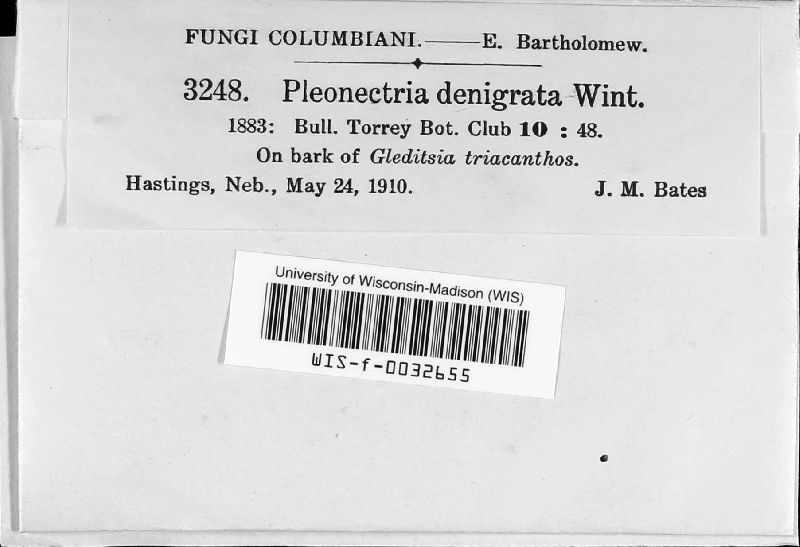 FUNGI COLUMBIANI.—E. Bartholomew.
3248. Pleonectria denigrata Wint.
1883: Bull. Torrey Bot. Club 10 : 48.
On bark of Gleditsia triacanthos.
Hastings, Neb., May 24, 1910. J. M. Bates
University of Wisconsin-Madison (WIS)
WIS-f-0032655